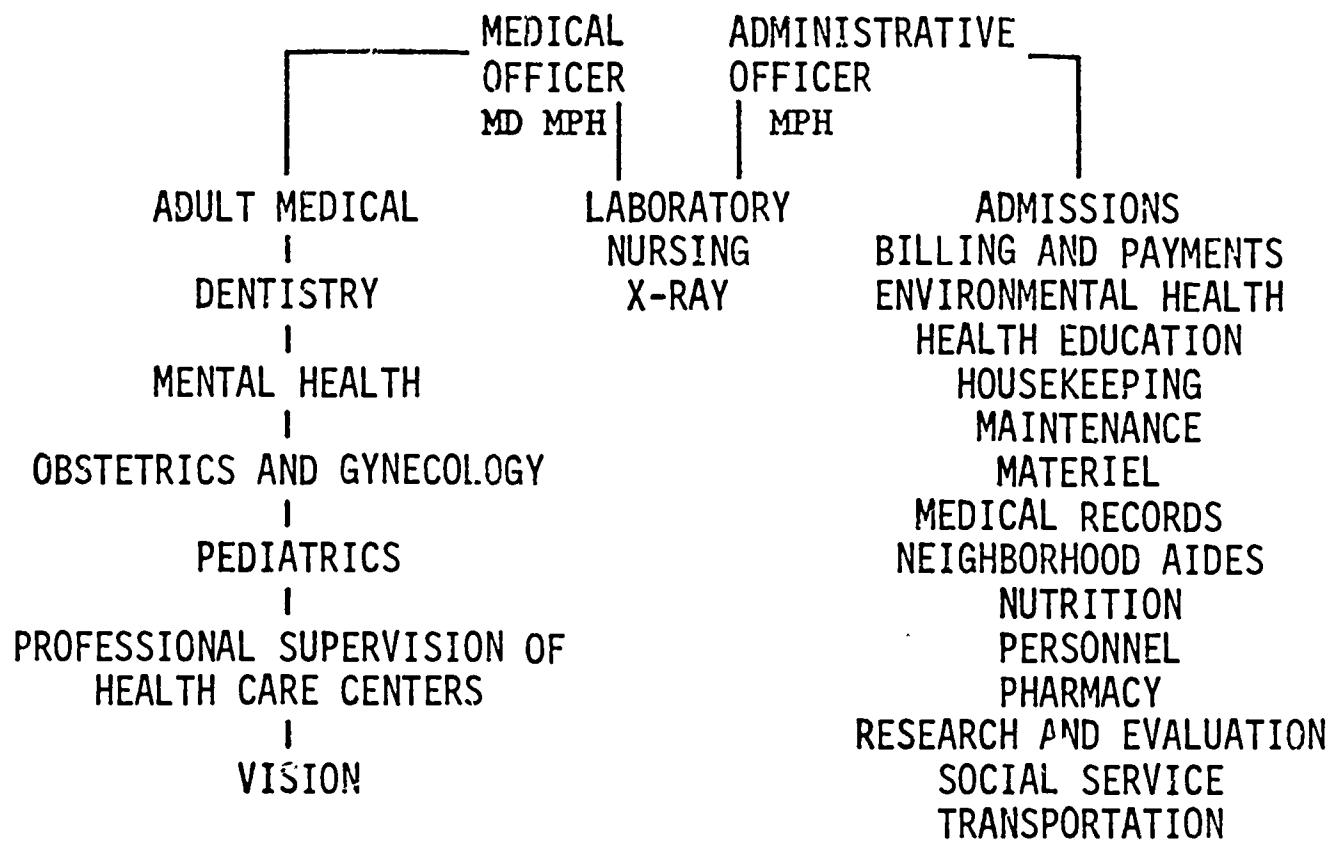 MEDICAL
OFFICER
MD MPH
ADMINISTRATIVE
OFFICER
MPH
ADULT MEDICAL
DENTISTRY
MENTAL HEALTH
OBSTETRICS AND GYNECOLOGY
PEDIATRICS
PROFESSIONAL SUPERVISION OF
HEALTH CARE CENTERS
VISION
LABORATORY
NURSING
X-RAY
ADMISSIONS
BILLING AND PAYMENTS
ENVIRONMENTAL HEALTH
HEALTH EDUCATION
HOUSEKEEPING
MAINTENANCE
MATERIEL
MEDICAL RECORDS
NEIGHBORHOOD AIDES
NUTRITION
PERSONNEL
PHARMACY
RESEARCH AND EVALUATION
SOCIAL SERVICE
TRANSPORTATION